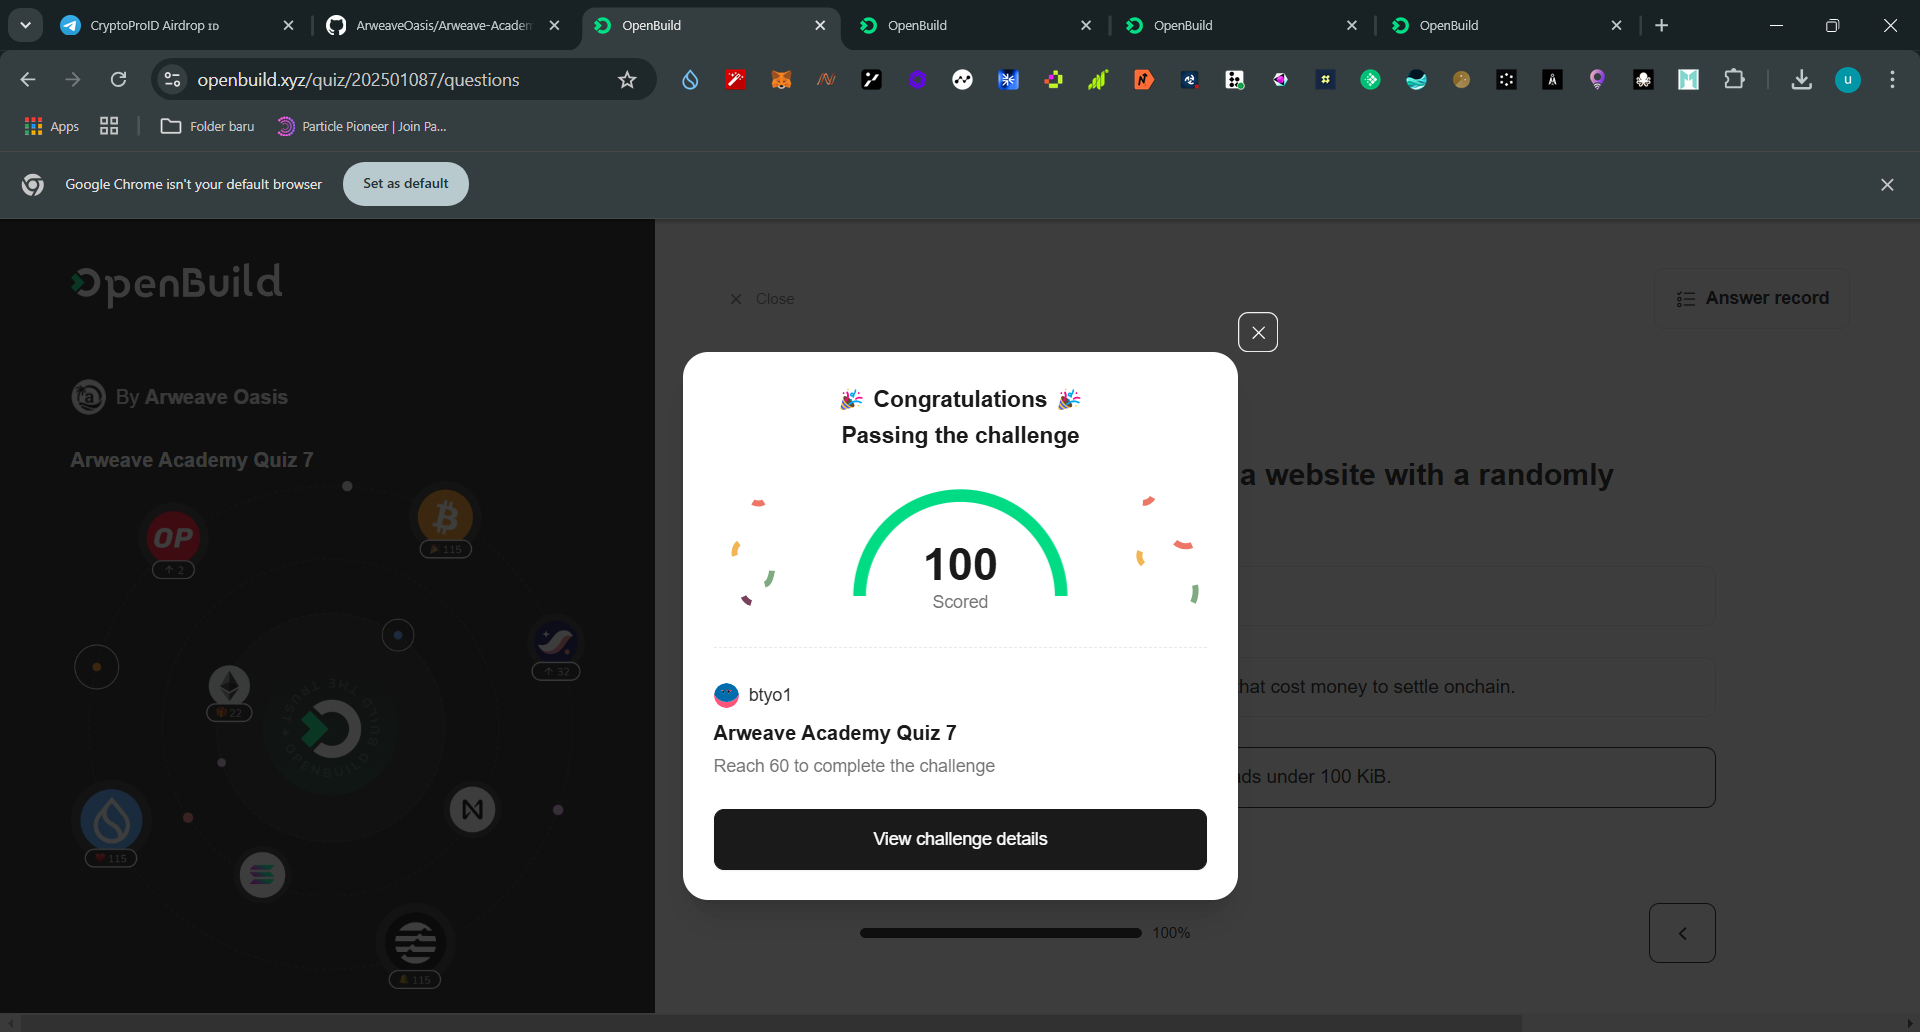 CryptoProID Airdrop ɪᴅ
ArweaveOasis/Arweave-Academ
OpenBuild
OpenBuild
OpenBuild
OpenBuild
openbuild.xyz/quiz/202501087/questions
u
Apps
Folder baru
Particle Pioneer | Join Pa...
Google Chrome isn't your default browser
Set as default
OpenBuild
Close
Answer record
By Arweave Oasis
Arweave Academy Quiz 7
🎉 Congratulations 🎉
Passing the challenge
a website with a randomly
100
Scored
OP
2
115
32
22
115
115
hat cost money to settle onchain.
btyo1
Arweave Academy Quiz 7
Reach 60 to complete the challenge
ds under 100 KiB.
View challenge details
100%